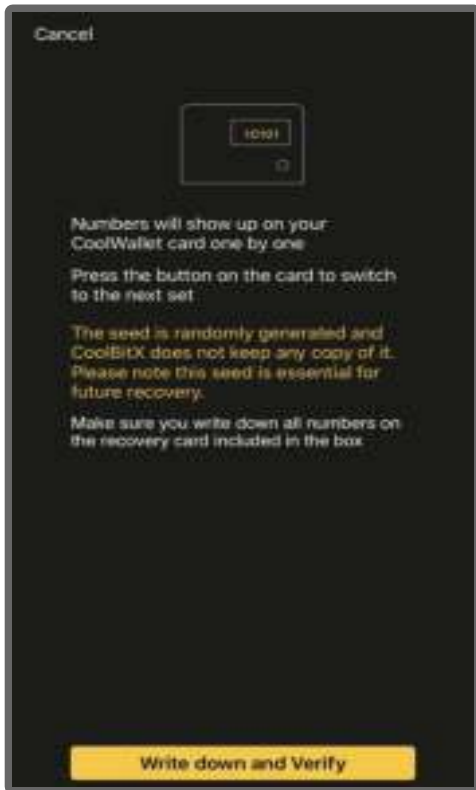 Cancel
10101
Numbers will show up on your
CoolWallet card one by one
Press the button on the card to switch
to the next set
The seed is randomly generated and
CoolBitX does not keep any copy of it.
Please note this seed is essential for
future recovery.
Make sure you write down all numbers on
the recovery card included in the box
Write down and Verify